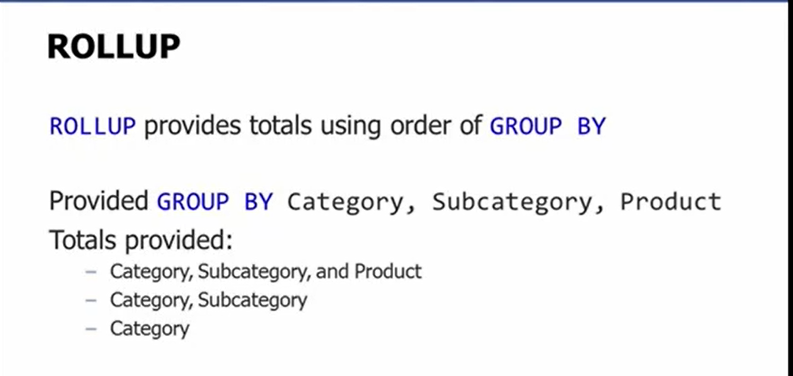 ROLLUP
ROLLUP provides totals using order of GROUP BY
Provided GROUP BY Category, Subcategory, Product
Totals provided:
– Category, Subcategory, and Product
– Category, Subcategory
– Category